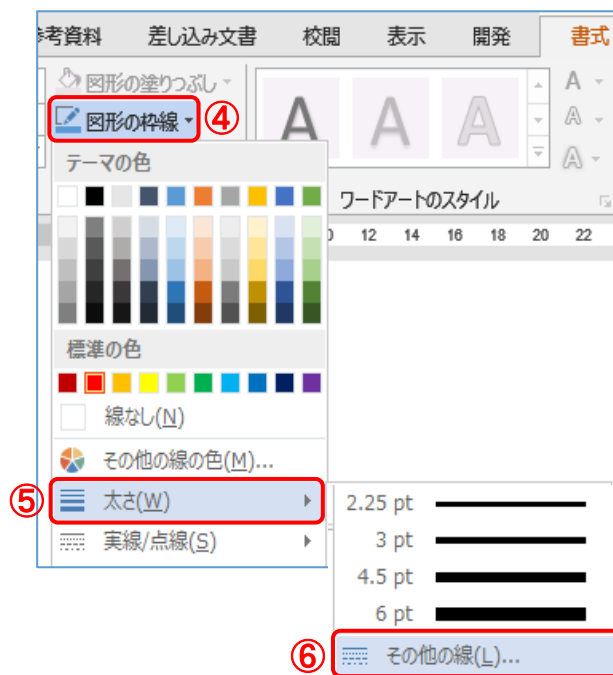 参考資料 差し込み文書 校閲 表示 開発 書式
図形の塗りつぶし
図形の枠線 ④
A A A
A
A
A
テーマの色
ワードアートのスタイル
12 14 16 18 20 22
標準の色
線なし(N)
その他の線の色(M)...
⑤ 太さ(W)
実線/点線(S)
2.25 pt
3 pt
4.5 pt
6 pt
⑥ その他の線(L)...